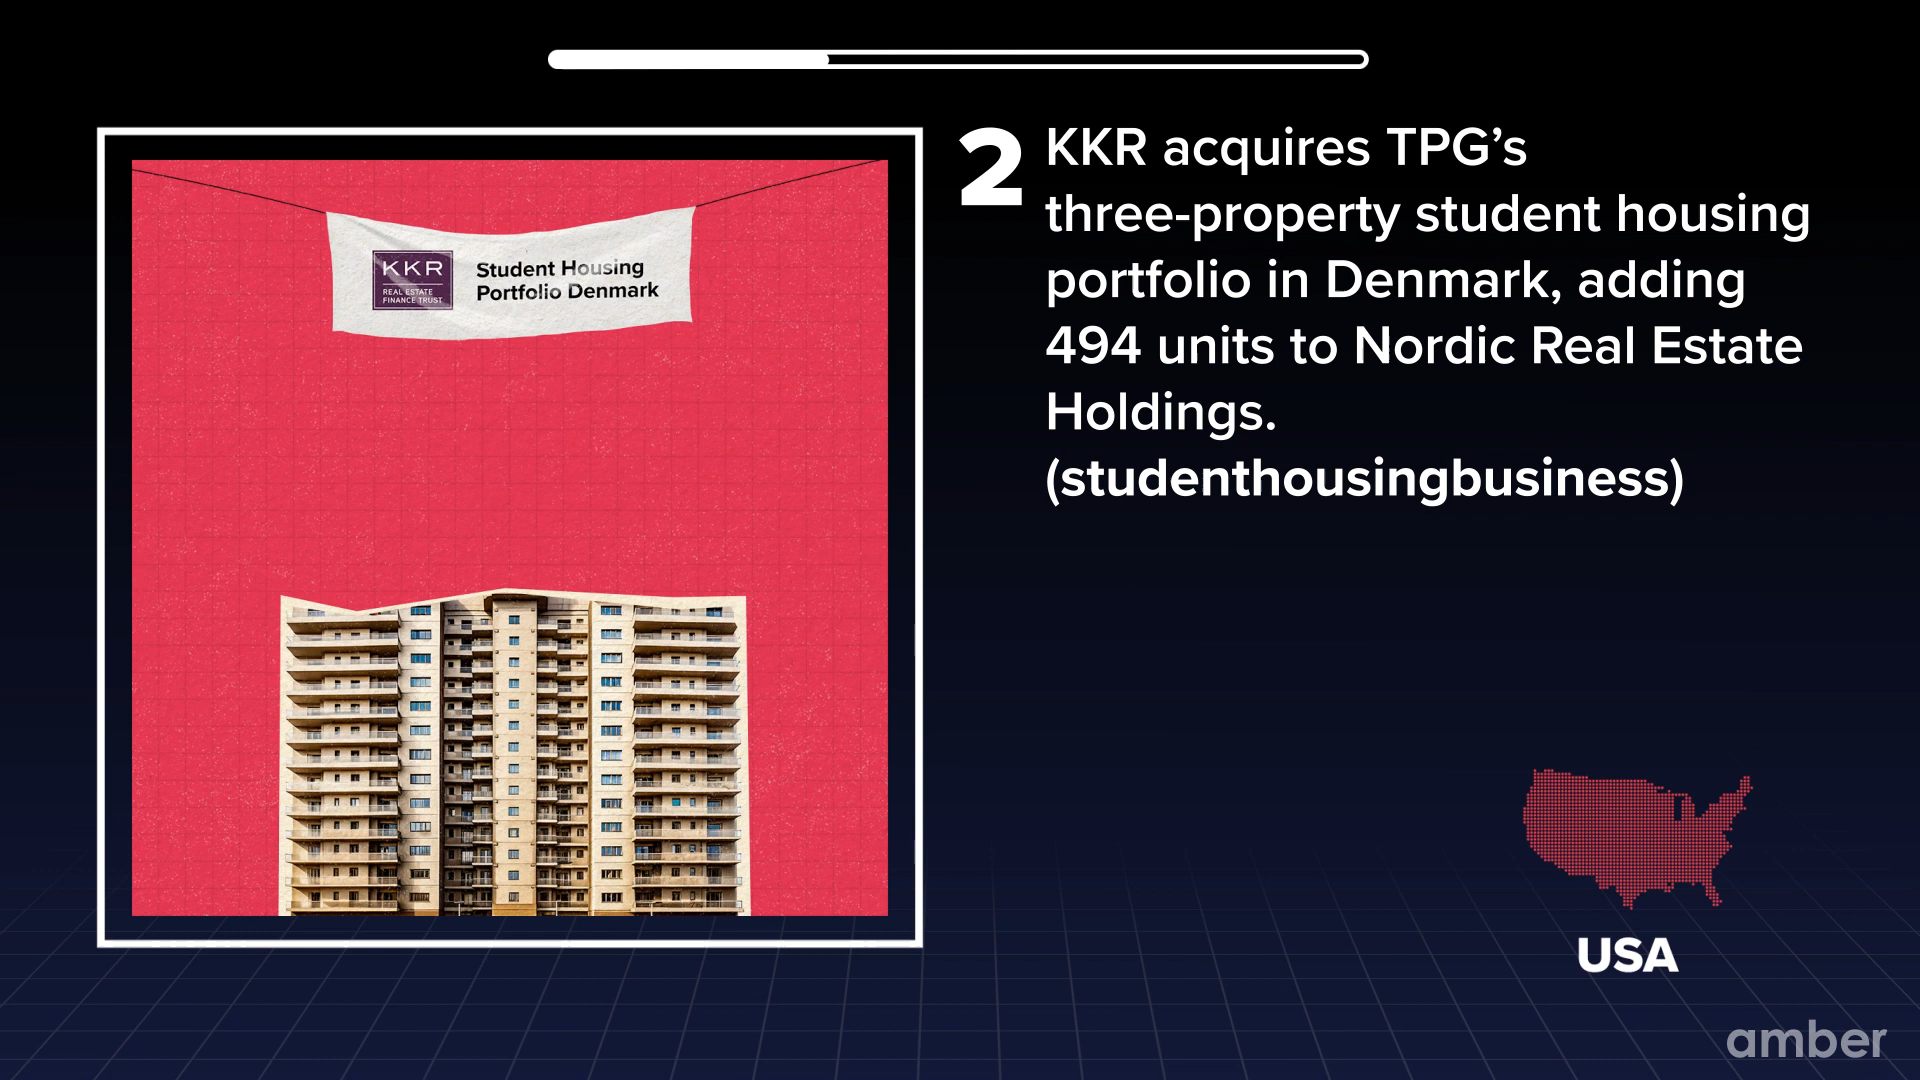 2
KKR acquires TPG’s
three-property student housing
portfolio in Denmark, adding
494 units to Nordic Real Estate
Holdings.
(studenthousingbusiness)
KKR
REAL ESTATE
FINANCE TRUST
Student Housing
Portfolio Denmark
USA
amber